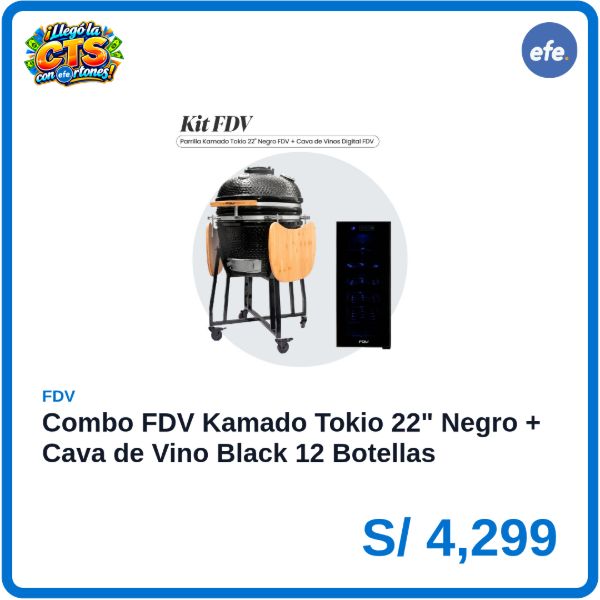 ¡Llegó la
CTS
con efertones!
efe.
Kit FDV
Parrilla Kamado Tokio 22" Negro FDV + Cava de Vinos Digital FDV
FDV
FDV
Combo FDV Kamado Tokio 22" Negro +
Cava de Vino Black 12 Botellas
S/ 4,299